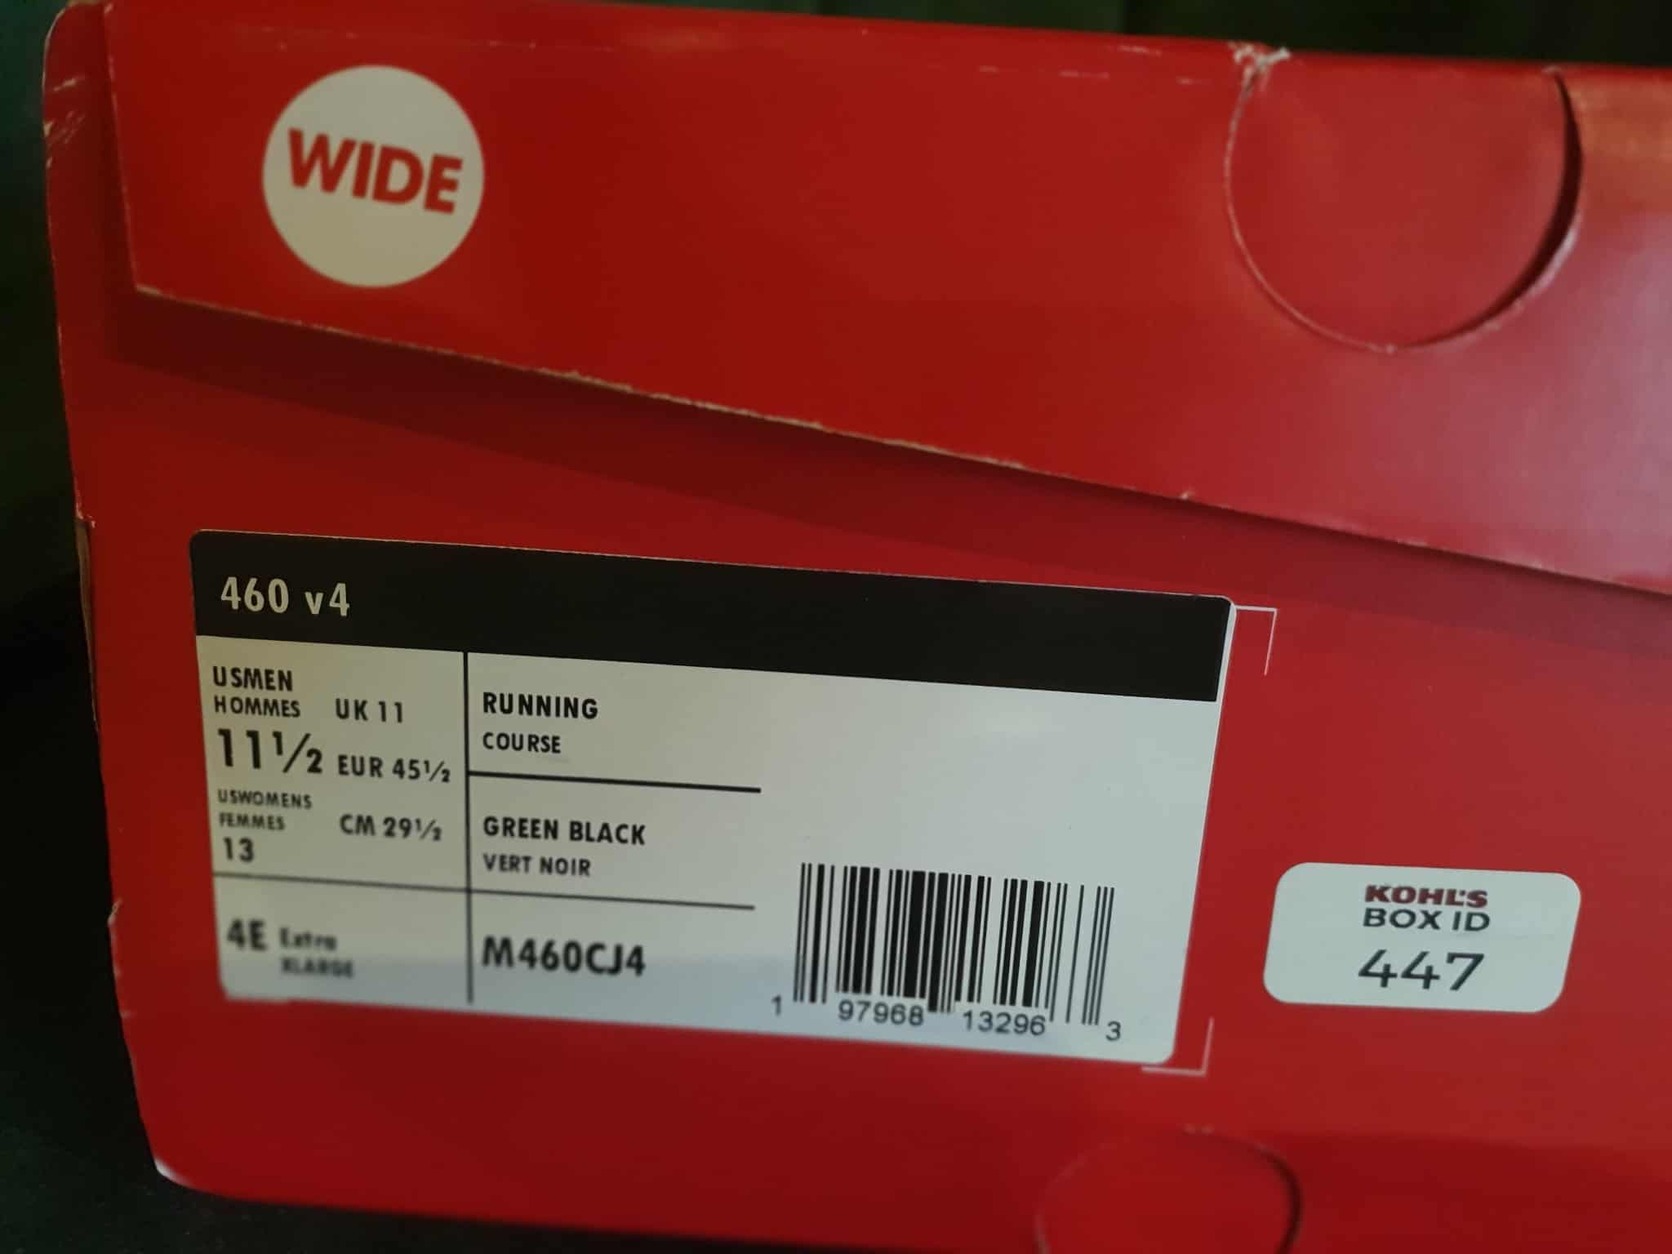 WIDE
460 v4
USMEN
HOMMES
11½
UK 11
EUR 45½
USWOMENS
FEMMES
13
CM 29½
4E Extra
XLARGE
RUNNING
COURSE
GREEN BLACK
VERT NOIR
M460CJ4
1 97968 13296 3
KOHL'S
BOX ID
447